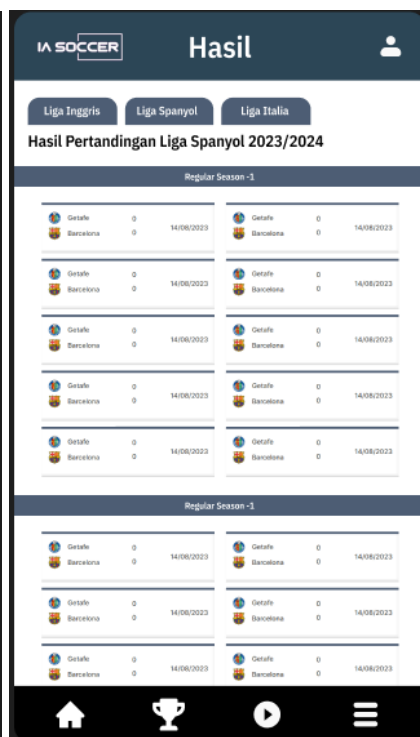 IA SOCCER
Hasil
Liga Inggris Liga Spanyol Liga Italia
Hasil Pertandingan Liga Spanyol 2023/2024
Regular Season -1
Getafe 0 14/08/2023 Getafe 0 14/08/2023
Barcelona 0 Barcelona 0
Getafe 0 14/08/2023 Getafe 0 14/08/2023
Barcelona 0 Barcelona 0
Getafe 0 14/08/2023 Getafe 0 14/08/2023
Barcelona 0 Barcelona 0
Getafe 0 14/08/2023 Getafe 0 14/08/2023
Barcelona 0 Barcelona 0
Getafe 0 14/08/2023 Getafe 0 14/08/2023
Barcelona 0 Barcelona 0
Regular Season -1
Getafe 0 14/08/2023 Getafe 0 14/08/2023
Barcelona 0 Barcelona 0
Getafe 0 14/08/2023 Getafe 0 14/08/2023
Barcelona 0 Barcelona 0
Getafe 0 14/08/2023 Getafe 0 14/08/2023
Barcelona 0 Barcelona 0